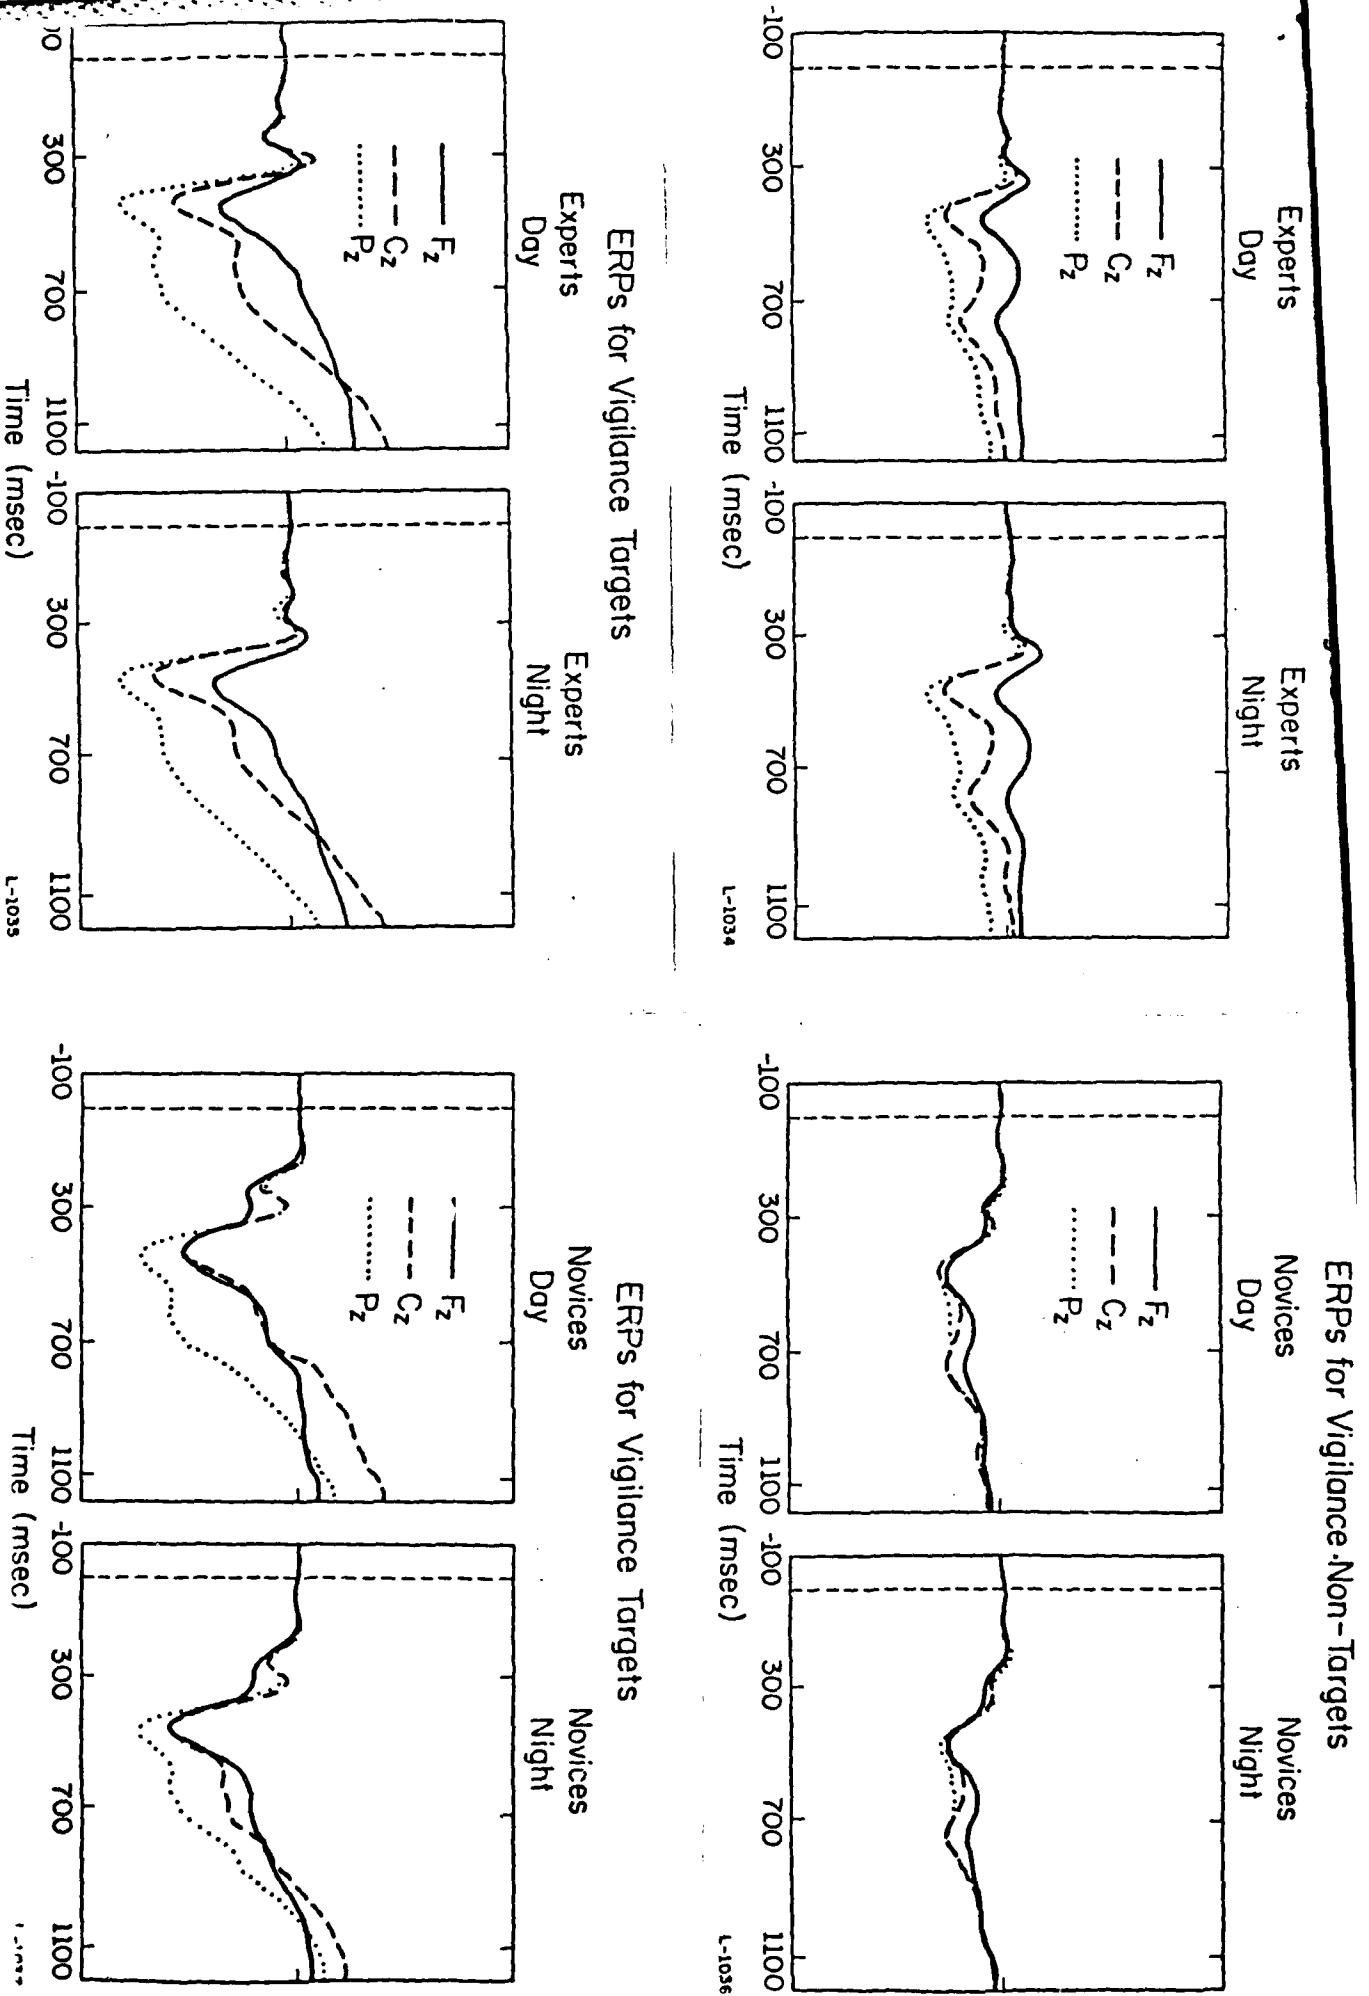 Experts
Day
Experts
Night
Fz
Cz
Pz
-100 300 700 1100 -100 300 700 1100
Time (msec)
L-1034
ERPs for Vigilance Non-Targets
Novices
Day
Novices
Night
Fz
Cz
Pz
-100 300 700 1100 -100 300 700 1100
Time (msec)
L-1036
ERPs for Vigilance Targets
Experts
Day
Experts
Night
Fz
Cz
Pz
300 700 1100 -100 300 700 1100
Time (msec)
L-1035
ERPs for Vigilance Targets
Novices
Day
Novices
Night
Fz
Cz
Pz
-100 300 700 1100 -100 300 700 1100
Time (msec)